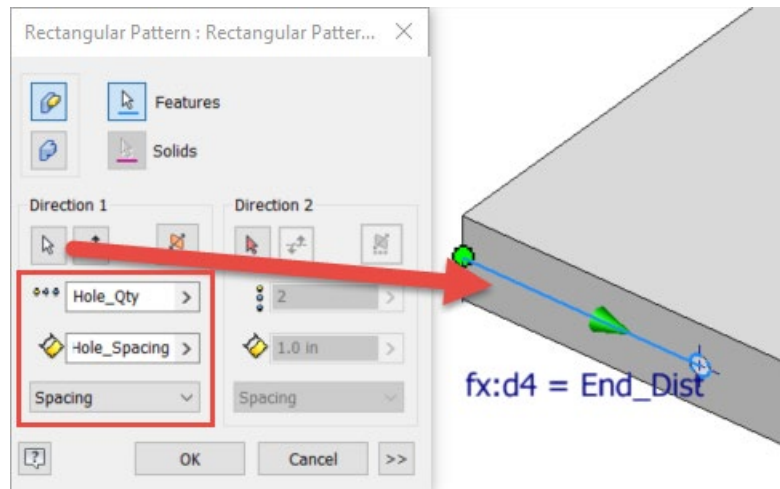 Rectangular Pattern : Rectangular Patter...
Features
Solids
Direction 1
Direction 2
Hole_Qty
2
Hole_Spacing
1.0 in
Spacing
Spacing
fx:d4 = End_Dist
OK
Cancel
>>